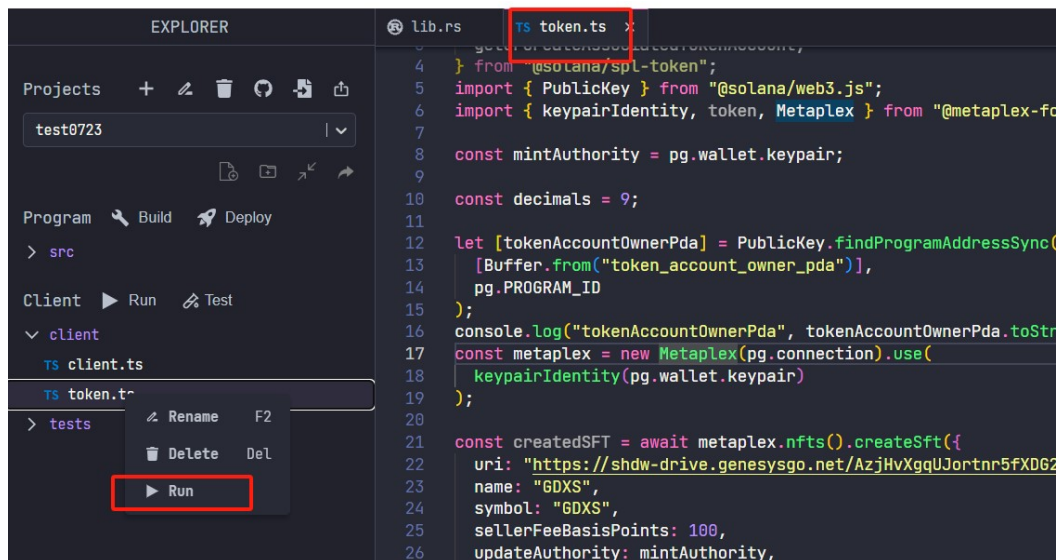 EXPLORER
Projects
test0723
Program Build Deploy
src
Client Run Test
client
TS client.ts
TS token.ts
tests
Rename F2
Delete Del
Run
lib.rs
TS token.ts ×
4 } from "@solana/spl-token";
5 import { PublicKey } from "@solana/web3.js";
6 import { keypairIdentity, token, Metaplex } from "@metaplex-fo
7
8 const mintAuthority = pg.wallet.keypair;
9
10 const decimals = 9;
11
12 let [tokenAccountOwnerPda] = PublicKey.findProgramAddressSync(
13 [Buffer.from("token_account_owner_pda")],
14 pg.PROGRAM_ID
15 );
16 console.log("tokenAccountOwnerPda", tokenAccountOwnerPda.toStr
17 const metaplex = new Metaplex(pg.connection).use(
18 keypairIdentity(pg.wallet.keypair)
19 );
20
21 const createdSFT = await metaplex.nfts().createSft({
22 uri: "https://shdw-drive.genesysgo.net/AzjHvXgqUJortnr5fXDG2
23 name: "GDXS",
24 symbol: "GDXS",
25 sellerFeeBasisPoints: 100,
26 updateAuthority: mintAuthority,